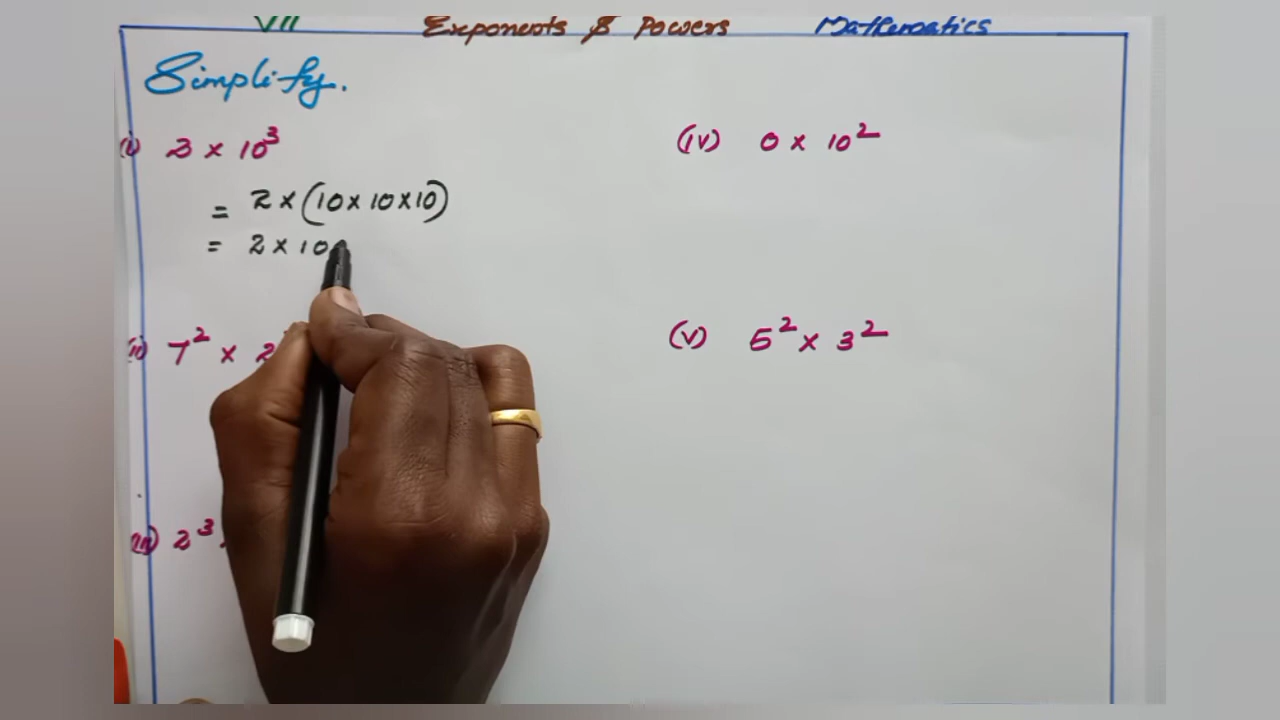 VII Exponents & Powers Mathematics
Simplify.
(i) 2 × 10³
= 2 × (10 × 10 × 10)
= 2 × 10
(ii) 7² × 2
(iii) 2³
(iv) 0 × 10²
(v) 5² × 3²